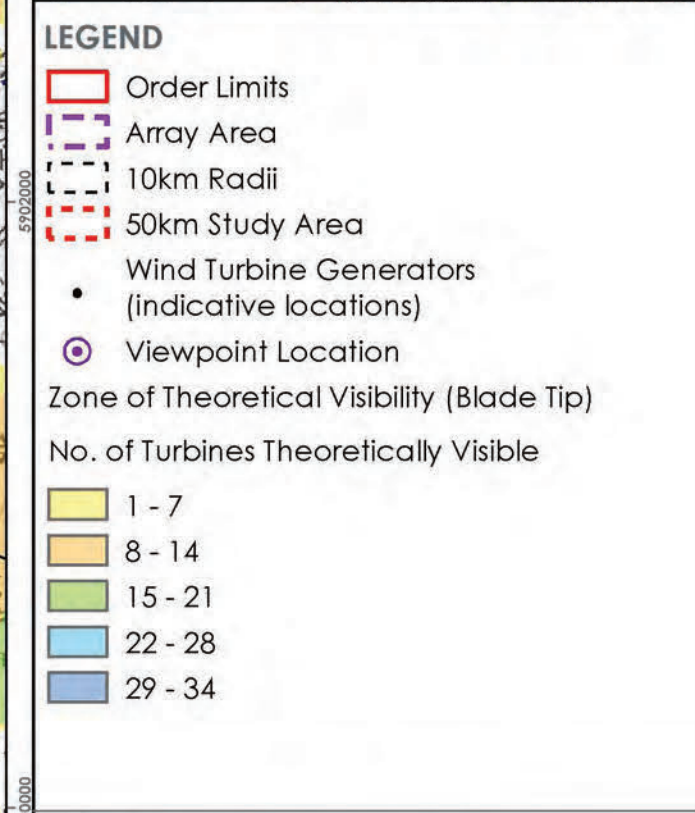 LEGEND
Order Limits
Array Area
10km Radii
50km Study Area
Wind Turbine Generators
(indicative locations)
Viewpoint Location
Zone of Theoretical Visibility (Blade Tip)
No. of Turbines Theoretically Visible
1 - 7
8 - 14
15 - 21
22 - 28
29 - 34
5902000
0000